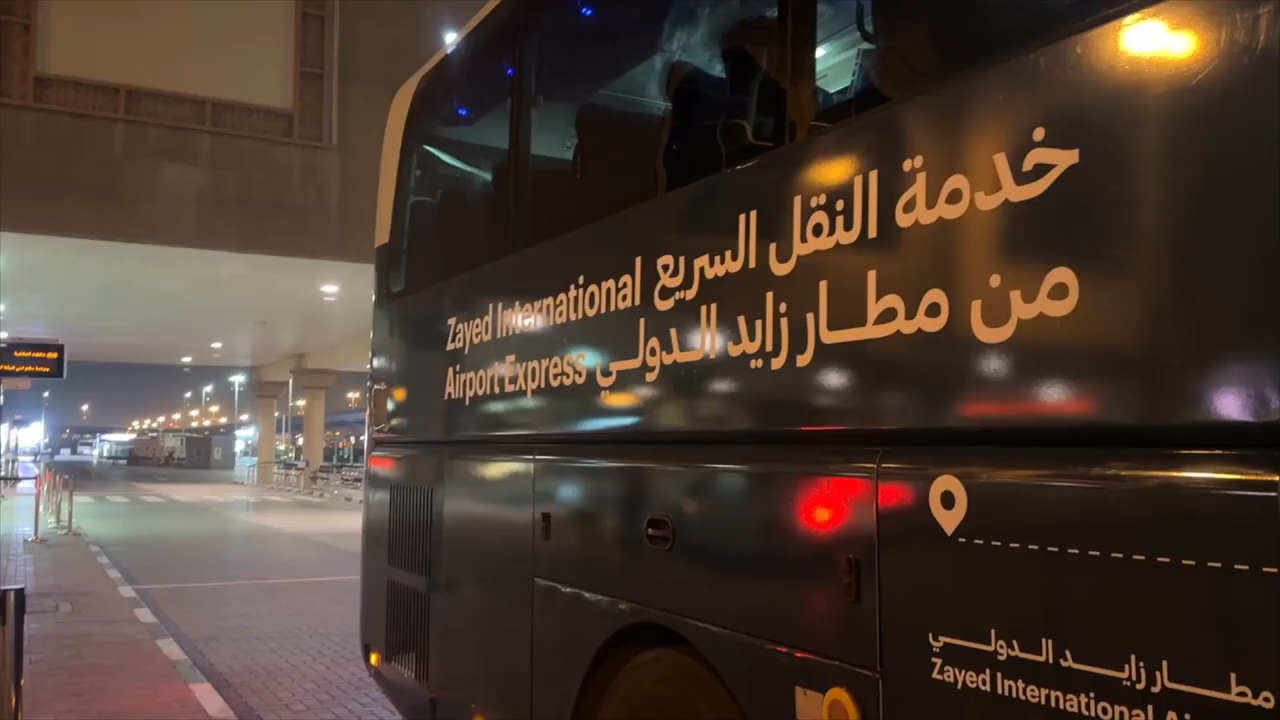 خدمة النقل السريع
من مطار زايد الدولي
Zayed International
Airport Express
مطار زايد الدولي
Zayed International